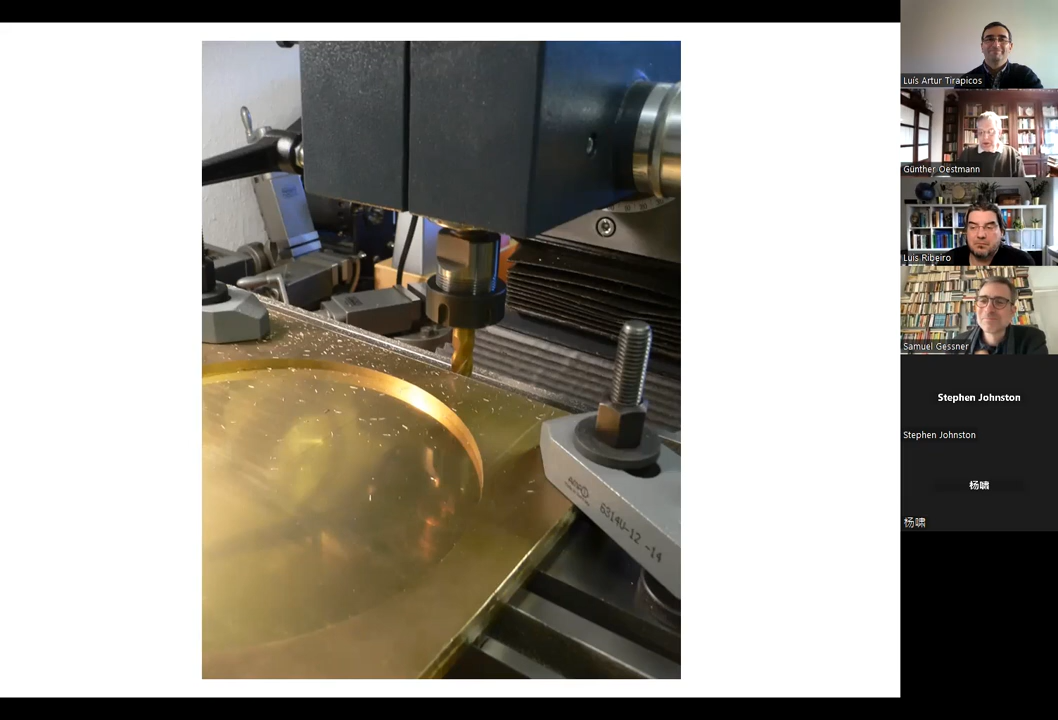 6314V-12 -14
Luís Artur Tirapicos
Günther Oestmann
Luís Ribeiro
Samuel Gessner
Stephen Johnston
Stephen Johnston
杨啸
杨啸